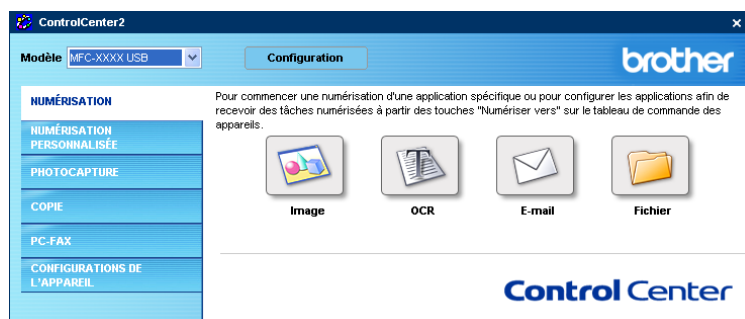 ControlCenter2
Modèle MFC-XXXX USB
Configuration
brother
NUMÉRISATION
NUMÉRISATION
PERSONNALISÉE
PHOTOCAPTURE
COPIE
PC-FAX
CONFIGURATIONS DE
L'APPAREIL
Pour commencer une numérisation d'une application spécifique ou pour configurer les applications afin de
recevoir des tâches numérisées à partir des touches "Numériser vers" sur le tableau de commande des
appareils.
Image
OCR
E-mail
Fichier
Control Center